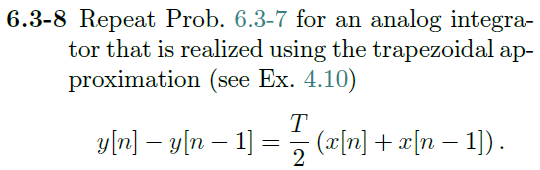 6.3-8 Repeat Prob. 6.3-7 for an analog integra-
tor that is realized using the trapezoidal ap-
proximation (see Ex. 4.10)
y[n] − y[n − 1] = T/2 (x[n] + x[n − 1]).